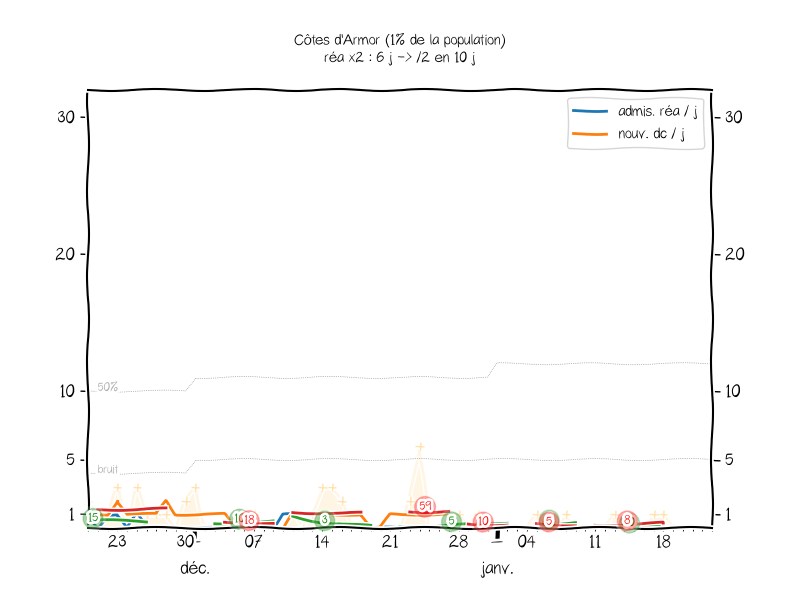 Côtes d'Armor (1% de la population)
réa x2 : 6 j -> /2 en 10 j
admis. réa / j
nouv. dc / j
30 30
20 20
10 10
5 5
1 1
50%
bruit
15 18 3 59 5 10 5 8
23 30 07 14 21 28 04 11 18
déc. janv.